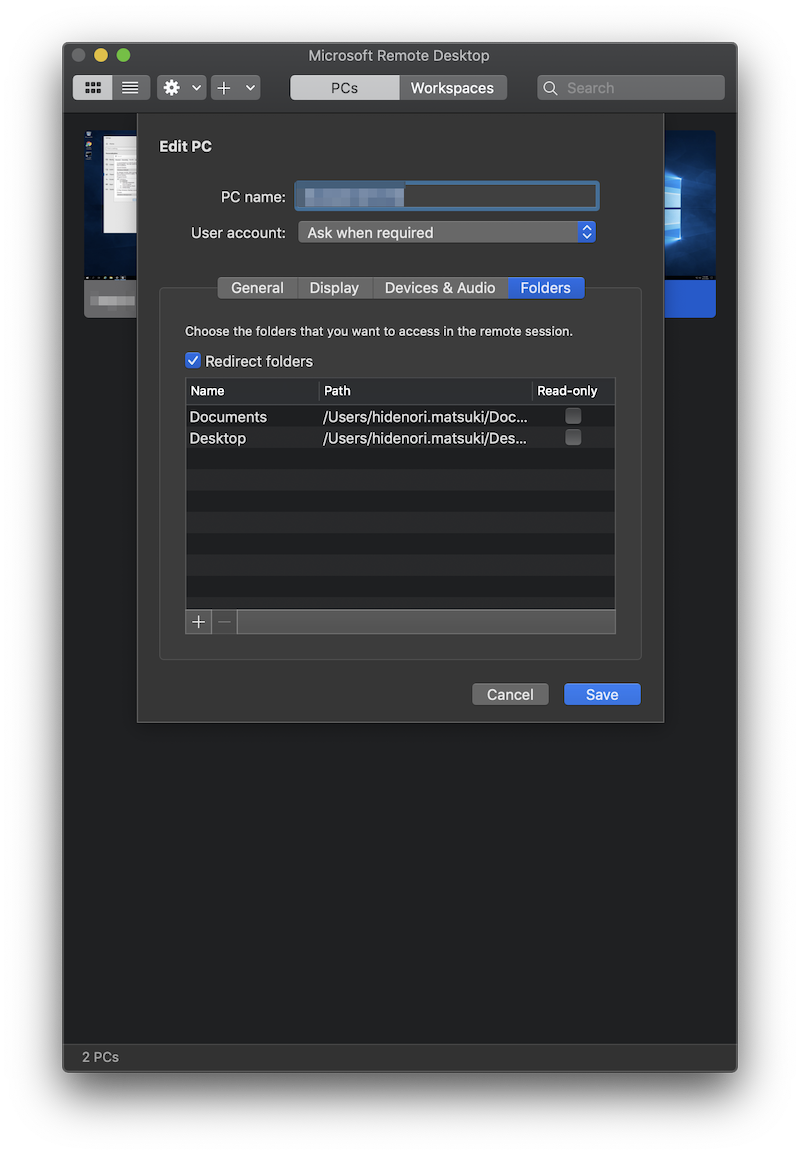 Microsoft Remote Desktop
PCs Workspaces Search
Edit PC
PC name:
User account: Ask when required
General Display Devices & Audio Folders
Choose the folders that you want to access in the remote session.
Redirect folders
Name Path Read-only
Documents /Users/hidenori.matsuki/Doc...
Desktop /Users/hidenori.matsuki/Des...
Cancel Save
2 PCs